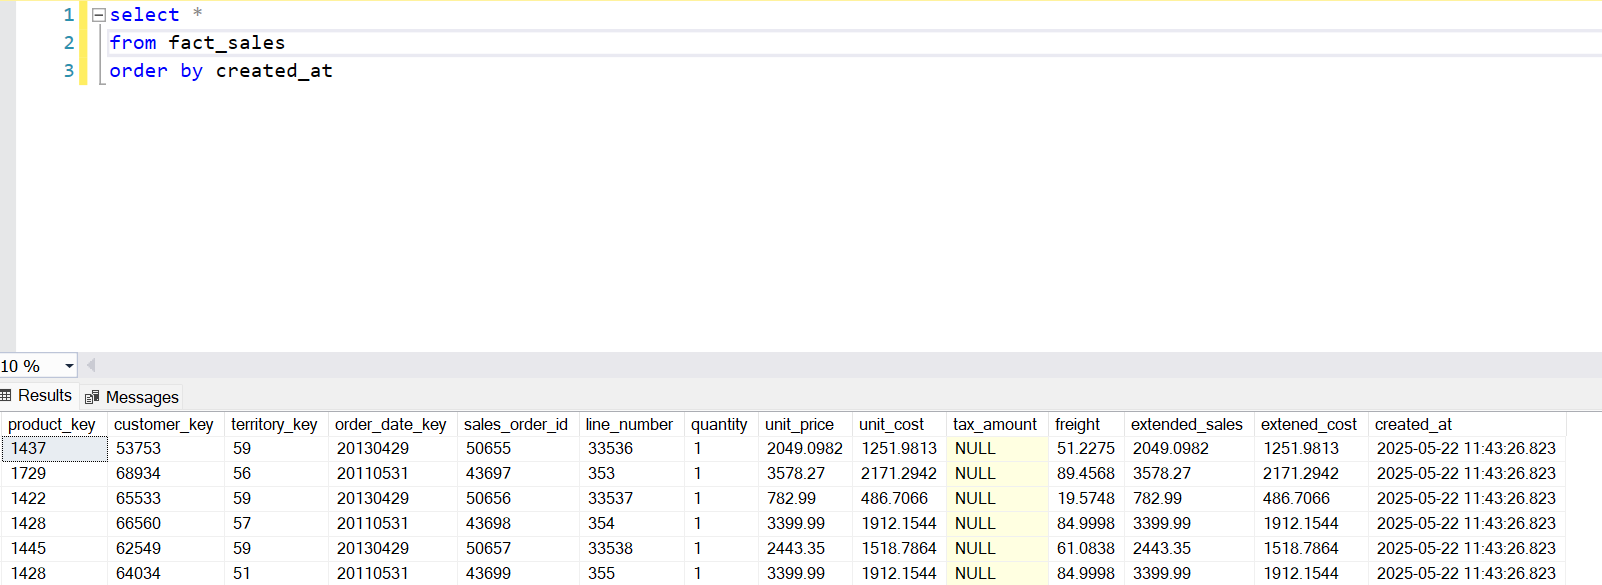 1 select *
2 from fact_sales
3 order by created_at
10 %
Results Messages
product_key customer_key territory_key order_date_key sales_order_id line_number quantity unit_price unit_cost tax_amount freight extended_sales extened_cost created_at
1437 53753 59 20130429 50655 33536 1 2049.0982 1251.9813 NULL 51.2275 2049.0982 1251.9813 2025-05-22 11:43:26.823
1729 68934 56 20110531 43697 353 1 3578.27 2171.2942 NULL 89.4568 3578.27 2171.2942 2025-05-22 11:43:26.823
1422 65533 59 20130429 50656 33537 1 782.99 486.7066 NULL 19.5748 782.99 486.7066 2025-05-22 11:43:26.823
1428 66560 57 20110531 43698 354 1 3399.99 1912.1544 NULL 84.9998 3399.99 1912.1544 2025-05-22 11:43:26.823
1445 62549 59 20130429 50657 33538 1 2443.35 1518.7864 NULL 61.0838 2443.35 1518.7864 2025-05-22 11:43:26.823
1428 64034 51 20110531 43699 355 1 3399.99 1912.1544 NULL 84.9998 3399.99 1912.1544 2025-05-22 11:43:26.823